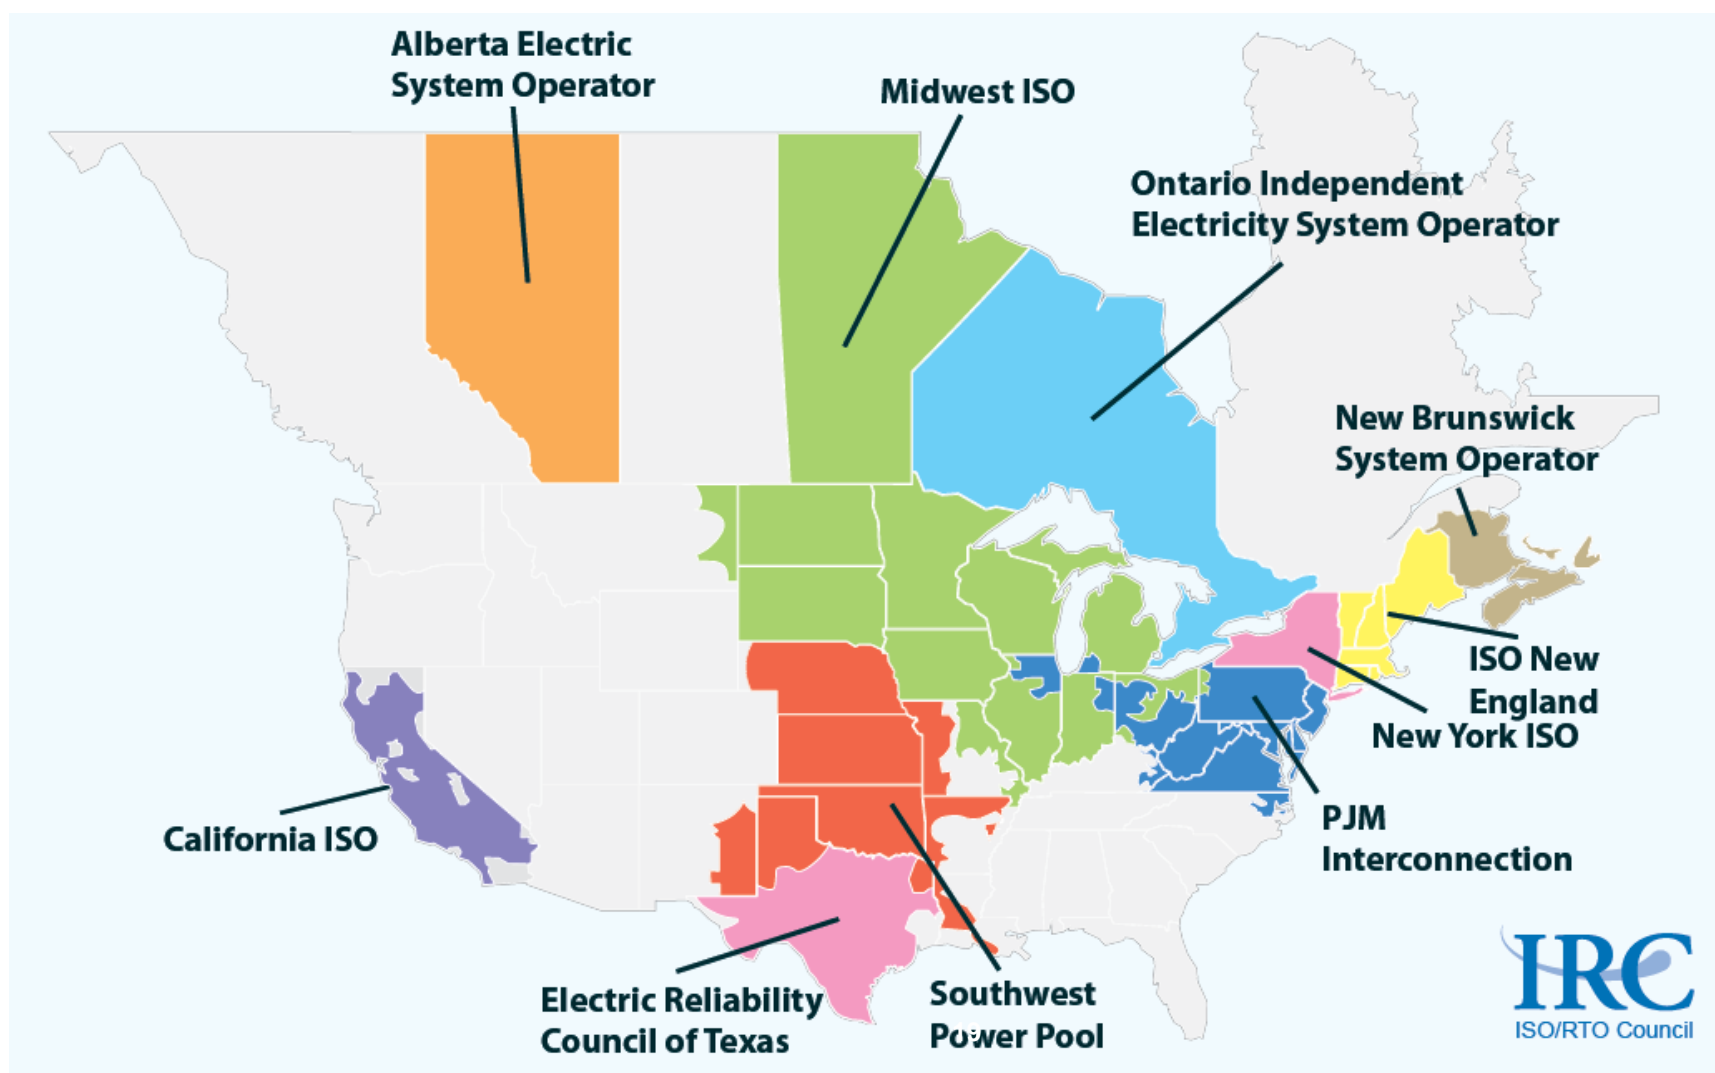 Alberta Electric
System Operator
Midwest ISO
Ontario Independent
Electricity System Operator
New Brunswick
System Operator
ISO New
England
New York ISO
PJM
Interconnection
California ISO
Electric Reliability
Council of Texas
Southwest
Power Pool
IRC
ISO/RTO Council